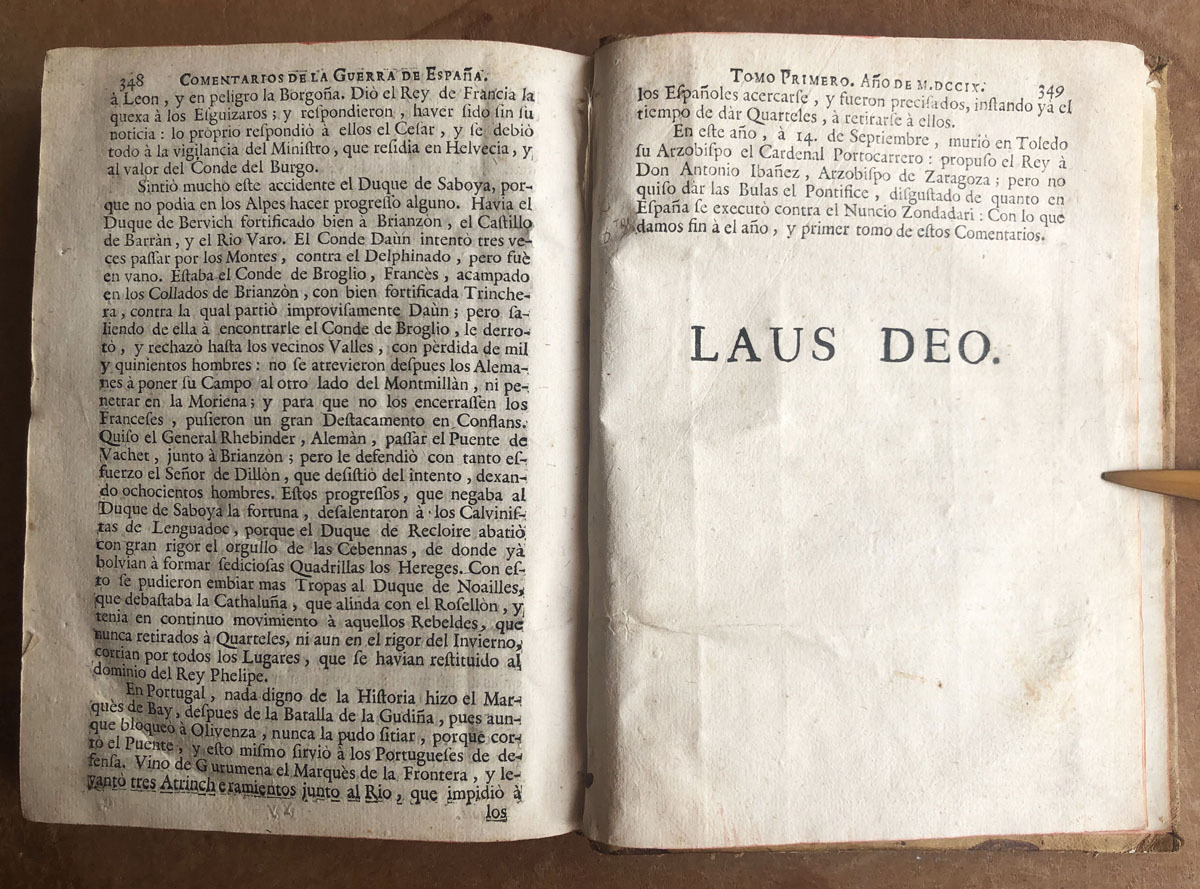 348 COMENTARIOS DE LA GUERRA DE ESPAÑA.
à Leon, y en peligro la Borgoña. Diò el Rey de Francia la
quexa à los Eſguizaros; y reſpondieron, haver ſido ſin ſu
noticia: lo proprio reſpondiò à ellos el Ceſar, y ſe debiò
todo à la vigilancia del Miniſtro, que reſidia en Helvecia, y
al valor del Conde del Burgo.
Sintiò mucho eſte accidente el Duque de Saboya, por-
que no podia en los Alpes hacer progreſſo alguno. Havia el
Duque de Bervich fortificado bien à Brianzòn, el Caſtillo
de Barràn, y el Rio Varo. El Conde Daùn intentò tres ve-
ces paſſar por los Montes, contra el Delphinado, pero fuè
en vano. Eſtaba el Conde de Broglio, Francès, acampado
en los Collados de Brianzòn, con bien fortificada Trinche-
ra, contra la qual partiò improviſamente Daùn; pero ſa-
liendo de ella à encontrarle el Conde de Broglio, le derro-
tò, y rechazò haſta los vecinos Valles, con pèrdida de mil
y quinientos hombres: no ſe atrevieron deſpues los Alema-
nes à poner ſu Campo al otro lado del Montmillàn, ni pe-
netrar en la Moriena; y para que no los encerraſſen los
Franceſes, puſieron un gran Deſtacamento en Conflans.
Quiſo el General Rhebinder, Alemàn, paſſar el Puente de
Vachet, junto à Brianzòn; pero le defendiò con tanto eſ-
fuerzo el Señor de Dillòn, que deſiſtiò del intento, dexan-
do ochocientos hombres. Eſtos progreſſos, que negaba al
Duque de Saboya la fortuna, deſalentaron à los Calviniſ-
tas de Lenguadoc, porque el Duque de Recloire abatiò
con gran rigor el orgullo de las Cebennas, de donde yà
bolvian à formar ſedicioſas Quadrillas los Hereges. Con eſ-
to ſe pudieron embiar mas Tropas al Duque de Noailles,
que debaſtaba la Cathaluña, que alinda con el Roſellòn, y
tenia en continuo movimiento à aquellos Rebeldes, que
nunca retirados à Quarteles, ni aun en el rigor del Invierno,
corrian por todos los Lugares, que ſe havian reſtituido al
dominio del Rey Phelipe.
En Portugal, nada digno de la Hiſtoria hizo el Mar-
quès de Bay, deſpues de la Batalla de la Gudiña, pues aun-
que bloqueò à Olivenza, nunca la pudo ſitiar, porque cor-
tò el Puente, y eſto miſmo ſirviò à los Portugueſes de de-
fenſa. Vino de Gurumena el Marquès de la Frontera, y le-
vantò tres Atrincheramientos junto al Rio, que impidiò à
los
TOMO PRIMERO. AÑO DE M.DCCIX. 349
los Eſpañoles acercarſe, y fueron preciſados, inſtando yà el
tiempo de dàr Quarteles, à retirarſe à ellos.
En eſte año, à 14. de Septiembre, muriò en Toledo
ſu Arzobiſpo el Cardenal Portocarrero: propuſo el Rey à
Don Antonio Ibañez, Arzobiſpo de Zaragoza; pero no
quiſo dàr las Bulas el Pontifice, diſguſtado de quanto en
Eſpaña ſe executò contra el Nuncio Zondadari: Con lo que
damos fin à el año, y primer tomo de eſtos Comentarios.
LAUS DEO.